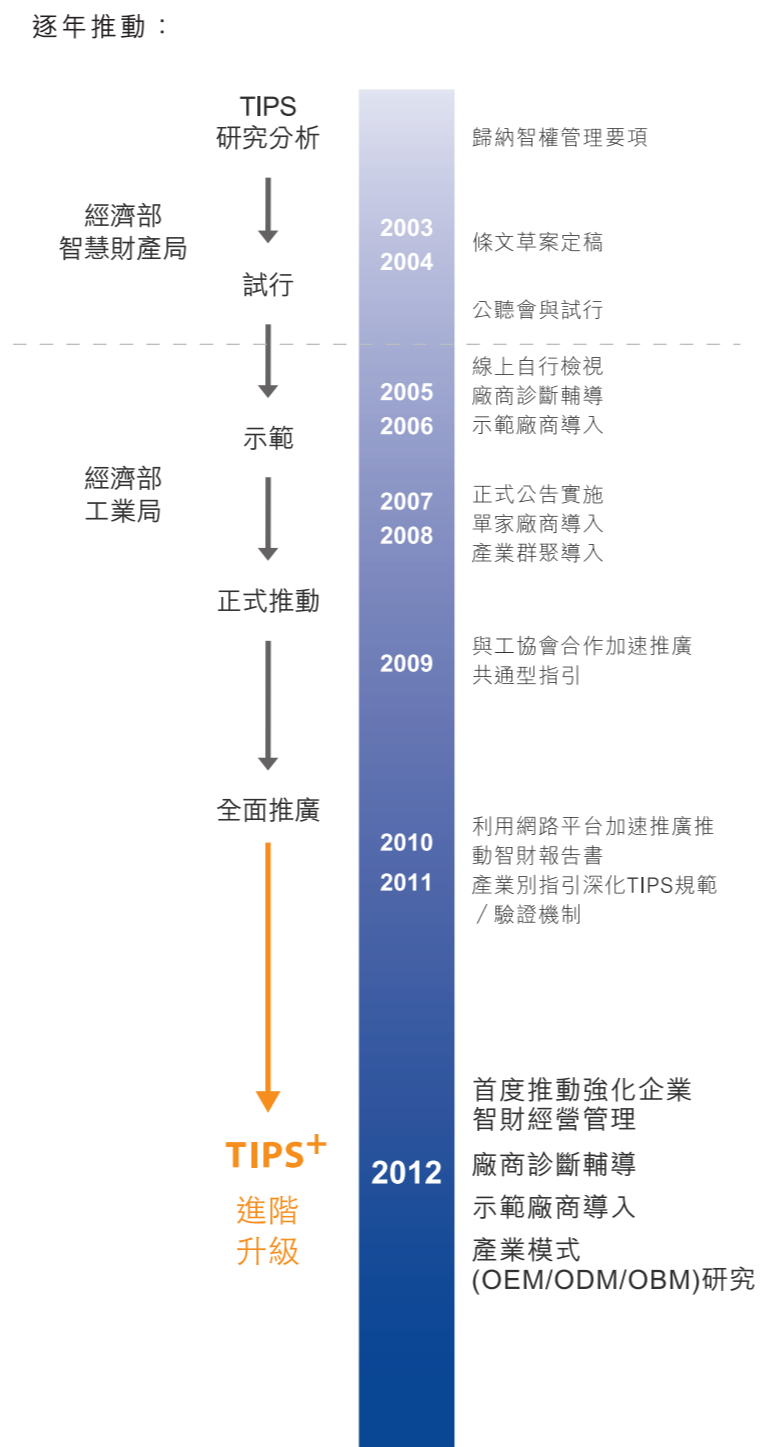 逐年推動：
TIPS
研究分析
歸納智權管理要項
經濟部
智慧財產局
2003
2004
條文草案定稿
試行
公聽會與試行
線上自行檢視
2005
廠商診斷輔導
2006
示範廠商導入
示範
經濟部
工業局
2007
正式公告實施
單家廠商導入
2008
產業群聚導入
正式推動
2009
與工協會合作加速推廣
共通型指引
全面推廣
2010
利用網路平台加速推廣推
動智財報告書
2011
產業別指引深化TIPS規範
／驗證機制
首度推動強化企業
智財經營管理
TIPS+
2012
廠商診斷輔導
進階
升級
示範廠商導入
產業模式
(OEM/ODM/OBM)研究